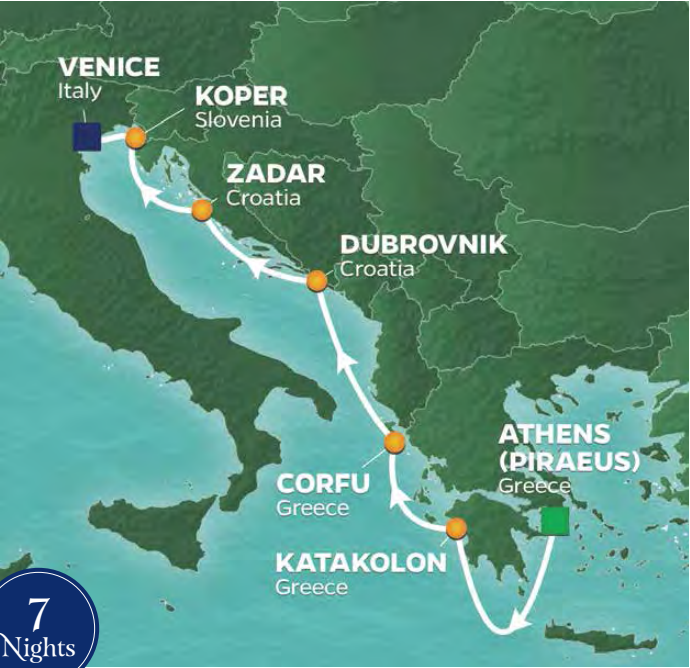 VENICE
Italy
KOPER
Slovenia
ZADAR
Croatia
DUBROVNIK
Croatia
ATHENS
(PIRAEUS)
Greece
CORFU
Greece
KATAKOLON
Greece
7
Nights